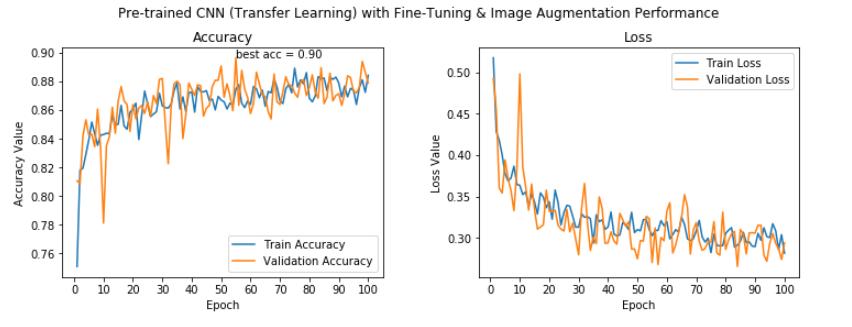 Pre-trained CNN (Transfer Learning) with Fine-Tuning & Image Augmentation Performance
Accuracy
best acc = 0.90
0.90
0.88
0.86
0.84
0.82
0.80
0.78
0.76
Accuracy Value
Train Accuracy
Validation Accuracy
0 10 20 30 40 50 60 70 80 90 100
Epoch
Loss
Train Loss
Validation Loss
0.50
0.45
0.40
0.35
0.30
Loss Value
0 10 20 30 40 50 60 70 80 90 100
Epoch